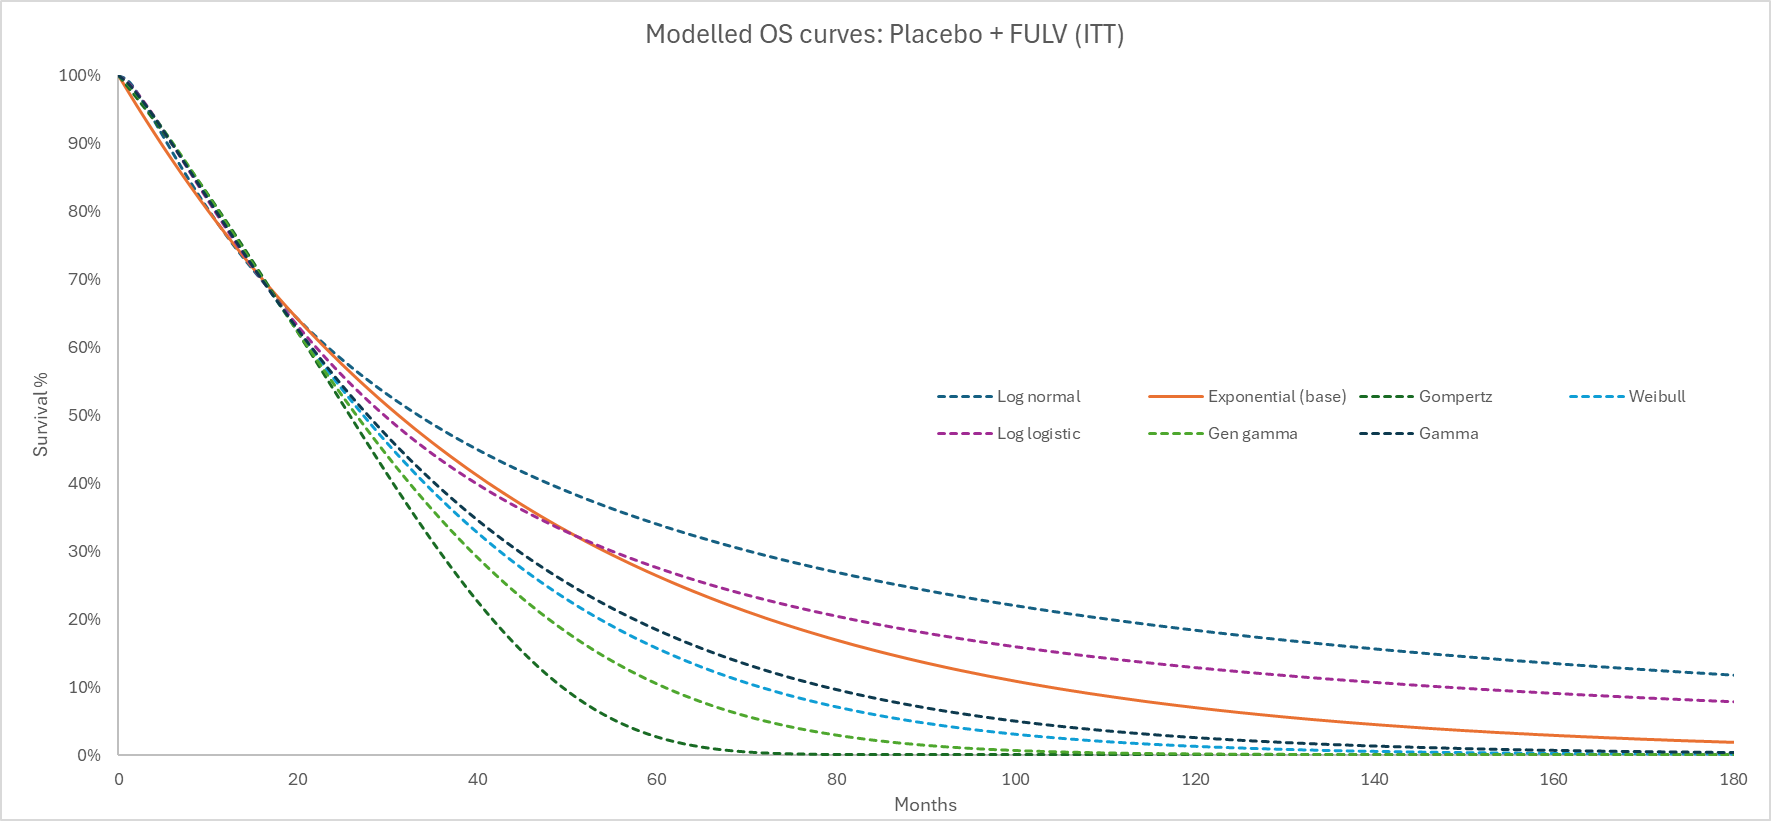 Modelled OS curves: Placebo + FULV (ITT)
100%
90%
80%
70%
60%
50%
40%
30%
20%
10%
0%
Survival %
Log normal
Exponential (base)
Gompertz
Weibull
Log logistic
Gen gamma
Gamma
0 20 40 60 80 100 120 140 160 180
Months